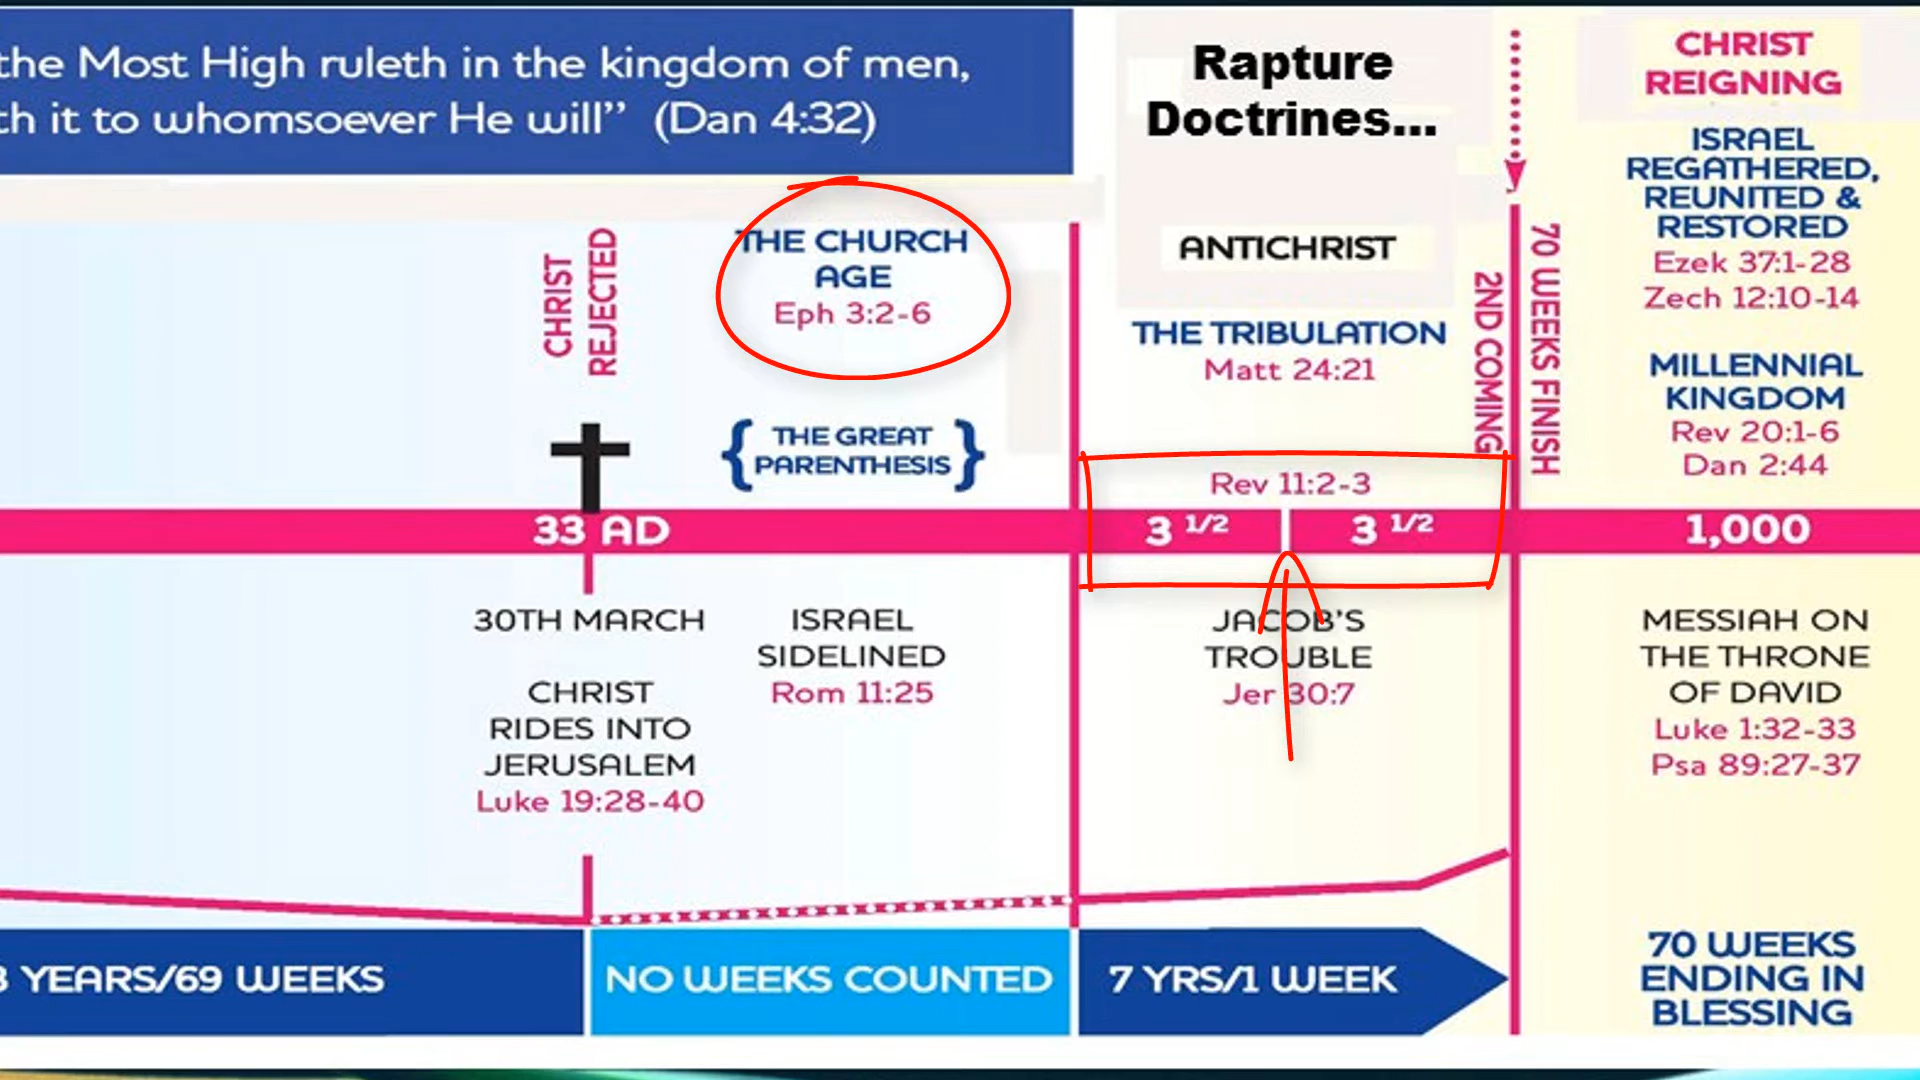 the Most High ruleth in the kingdom of men,
th it to whomsoever He will” (Dan 4:32)
Rapture
Doctrines...
CHRIST
REIGNING
ISRAEL
REGATHERED,
REUNITED &
RESTORED
Ezek 37:1-28
Zech 12:10-14
MILLENNIAL
KINGDOM
Rev 20:1-6
Dan 2:44
CHRIST
REJECTED
THE CHURCH
AGE
Eph 3:2-6
{ THE GREAT
PARENTHESIS }
ANTICHRIST
THE TRIBULATION
Matt 24:21
2ND COMING
70 WEEKS FINISH
Rev 11:2-3
33 AD
3 1/2
3 1/2
1,000
30TH MARCH
CHRIST
RIDES INTO
JERUSALEM
Luke 19:28-40
ISRAEL
SIDELINED
Rom 11:25
JACOB'S
TROUBLE
Jer 30:7
MESSIAH ON
THE THRONE
OF DAVID
Luke 1:32-33
Psa 89:27-37
3 YEARS/69 WEEKS
NO WEEKS COUNTED
7 YRS/1 WEEK
70 WEEKS
ENDING IN
BLESSING